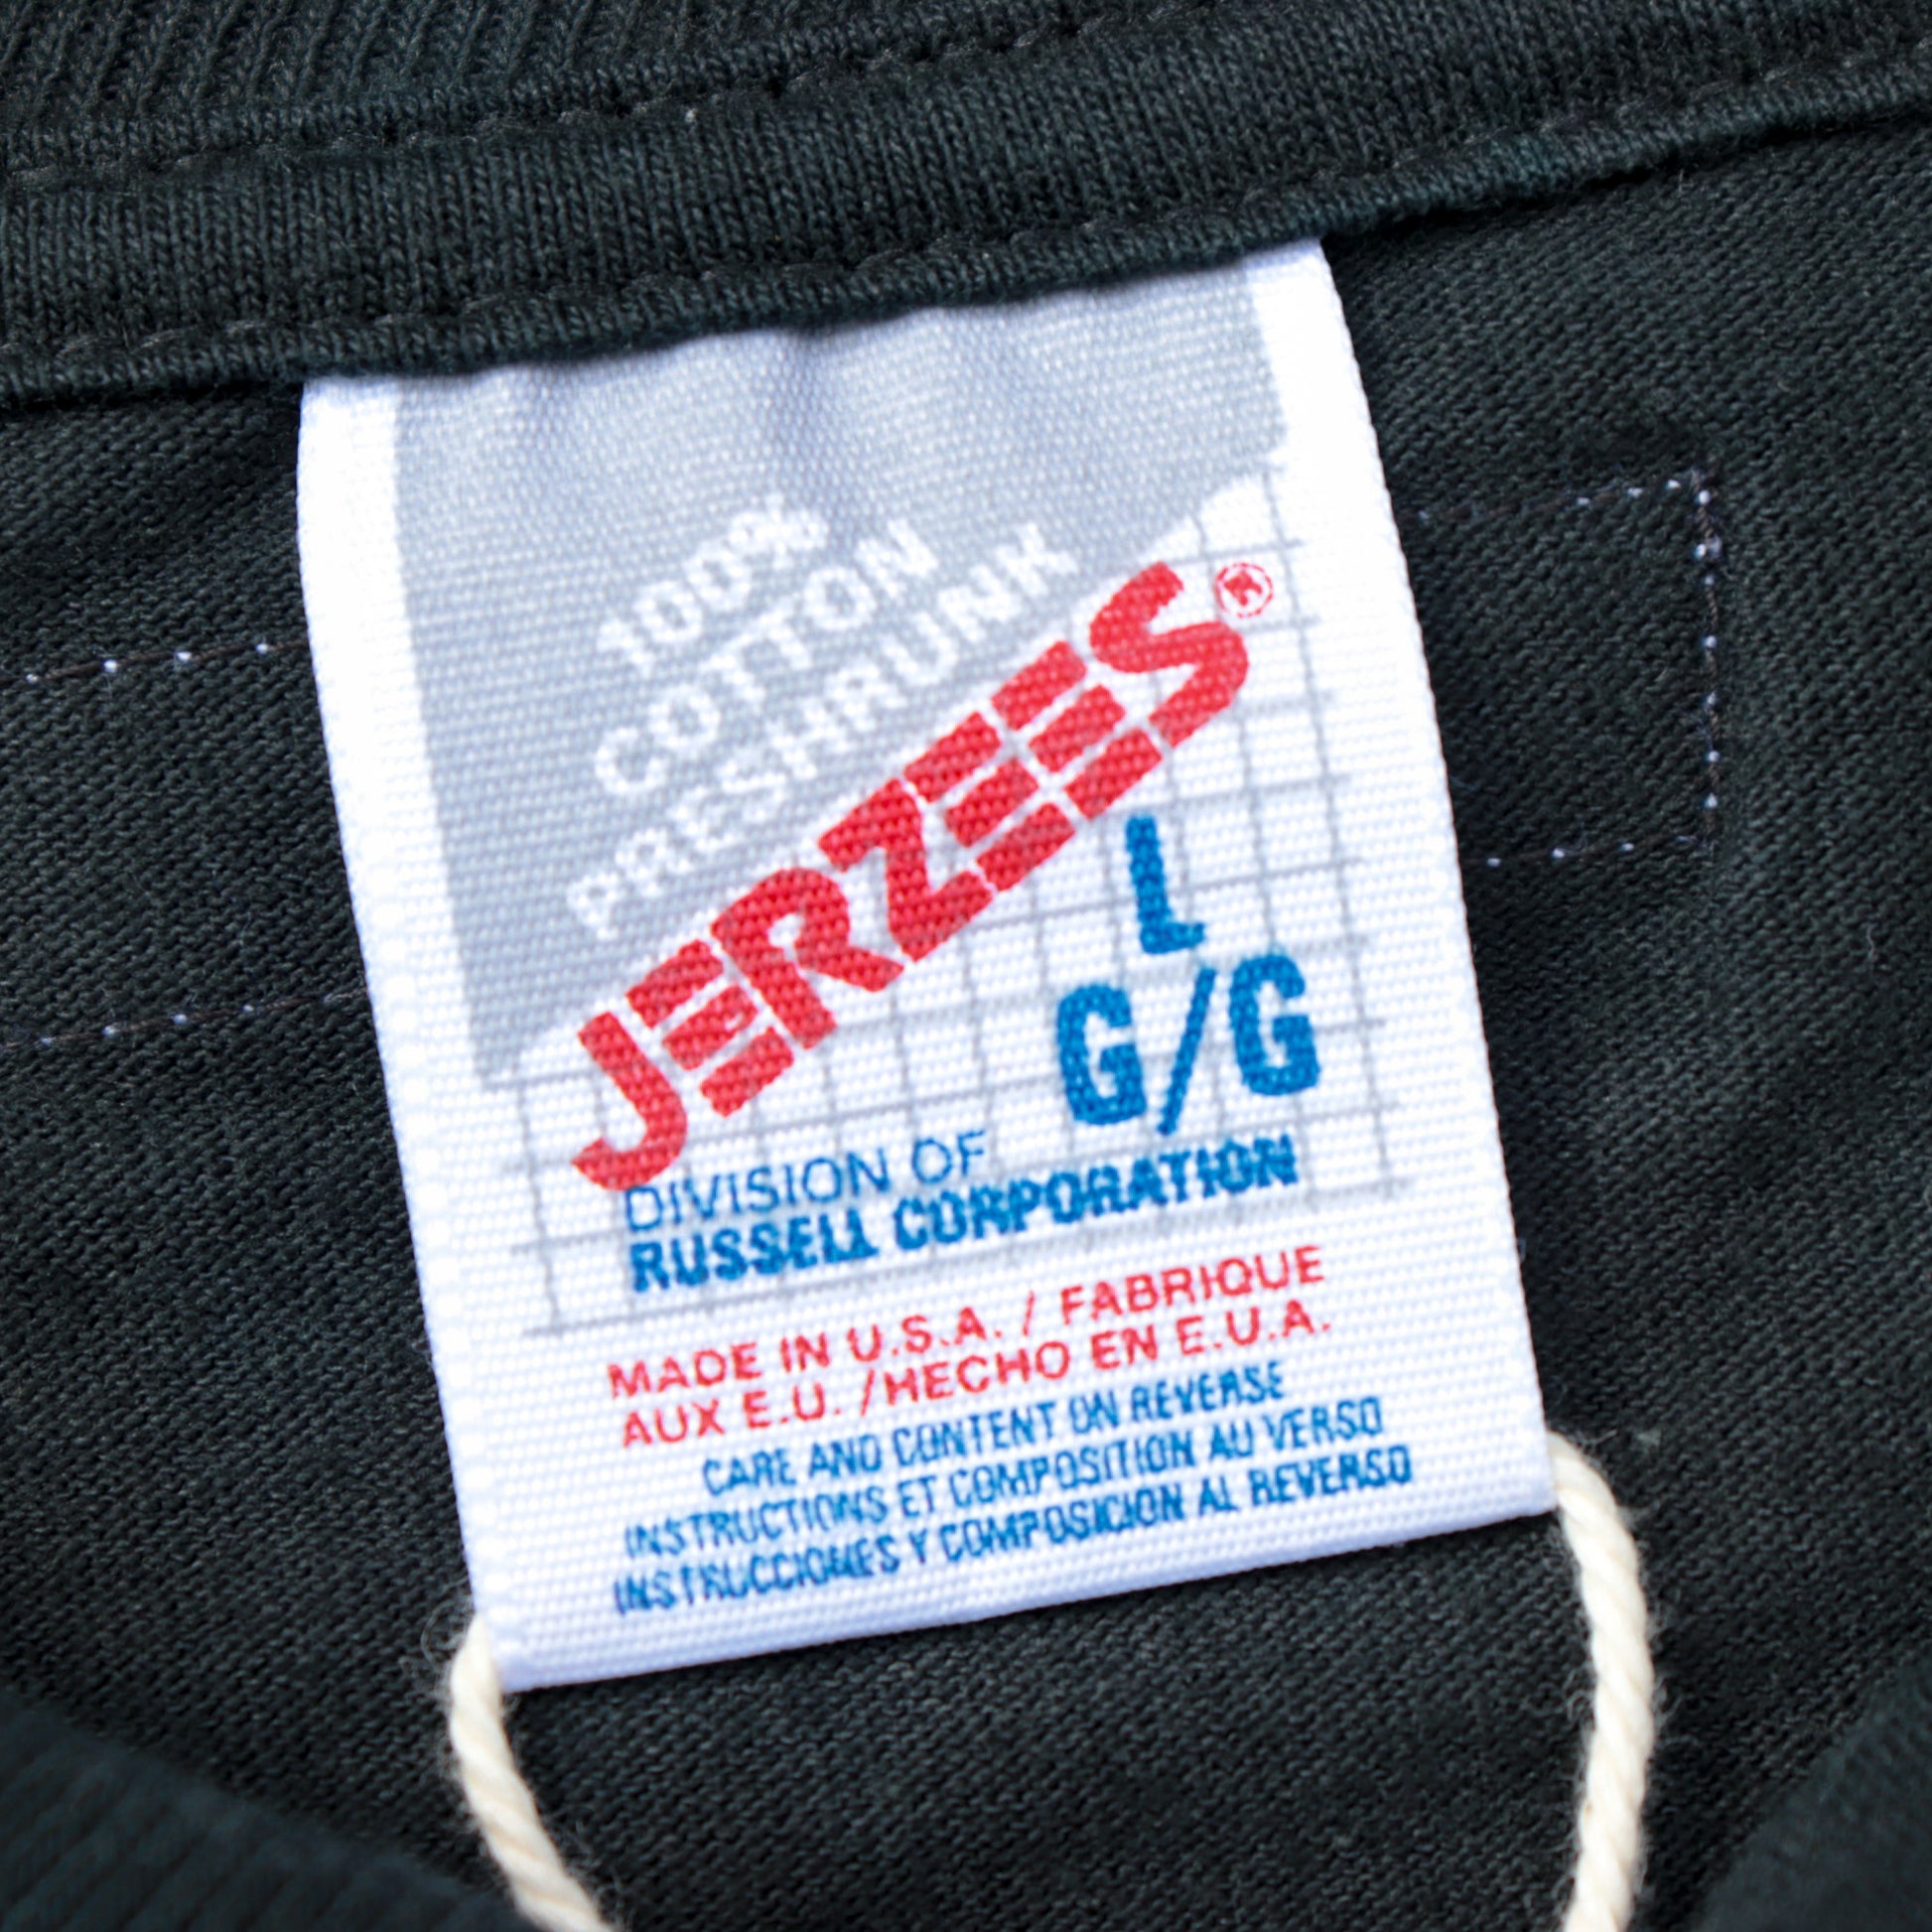 100%
COTTON
PRESHRUNK
JERZEES®
L
G/G
DIVISION OF
RUSSELL CORPORATION
MADE IN U.S.A. / FABRIQUE
AUX E.U. /HECHO EN E.U.A.
CARE AND CONTENT ON REVERSE
INSTRUCTIONS ET COMPOSITION AU VERSO
INSTRUCCIONES Y COMPOSICION AL REVERSO